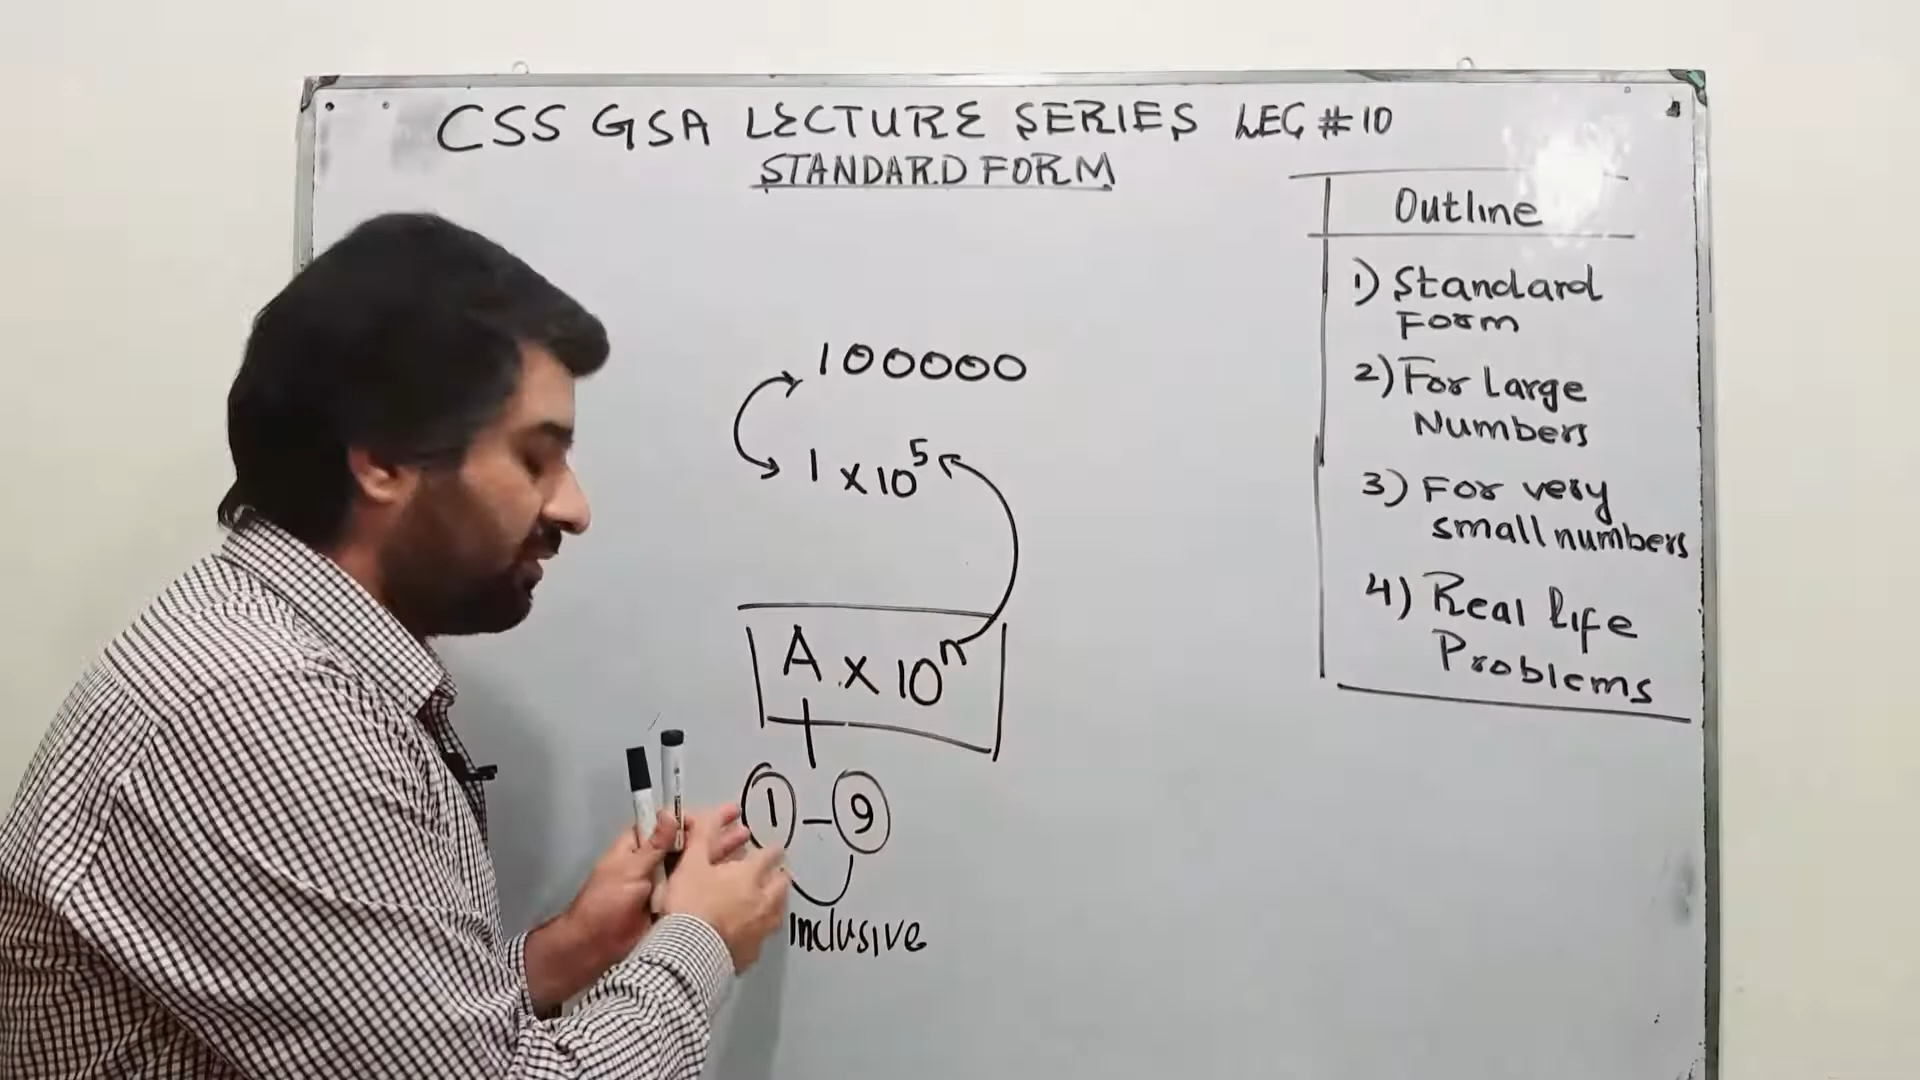 CSS GSA LECTURE SERIES LEC #10
STANDARD FORM
100000
1 x 10⁵
A x 10ⁿ
1 - 9
inclusive
Outline
1) Standard
Form
2) For Large
Numbers
3) For very
small numbers
4) Real life
Problems